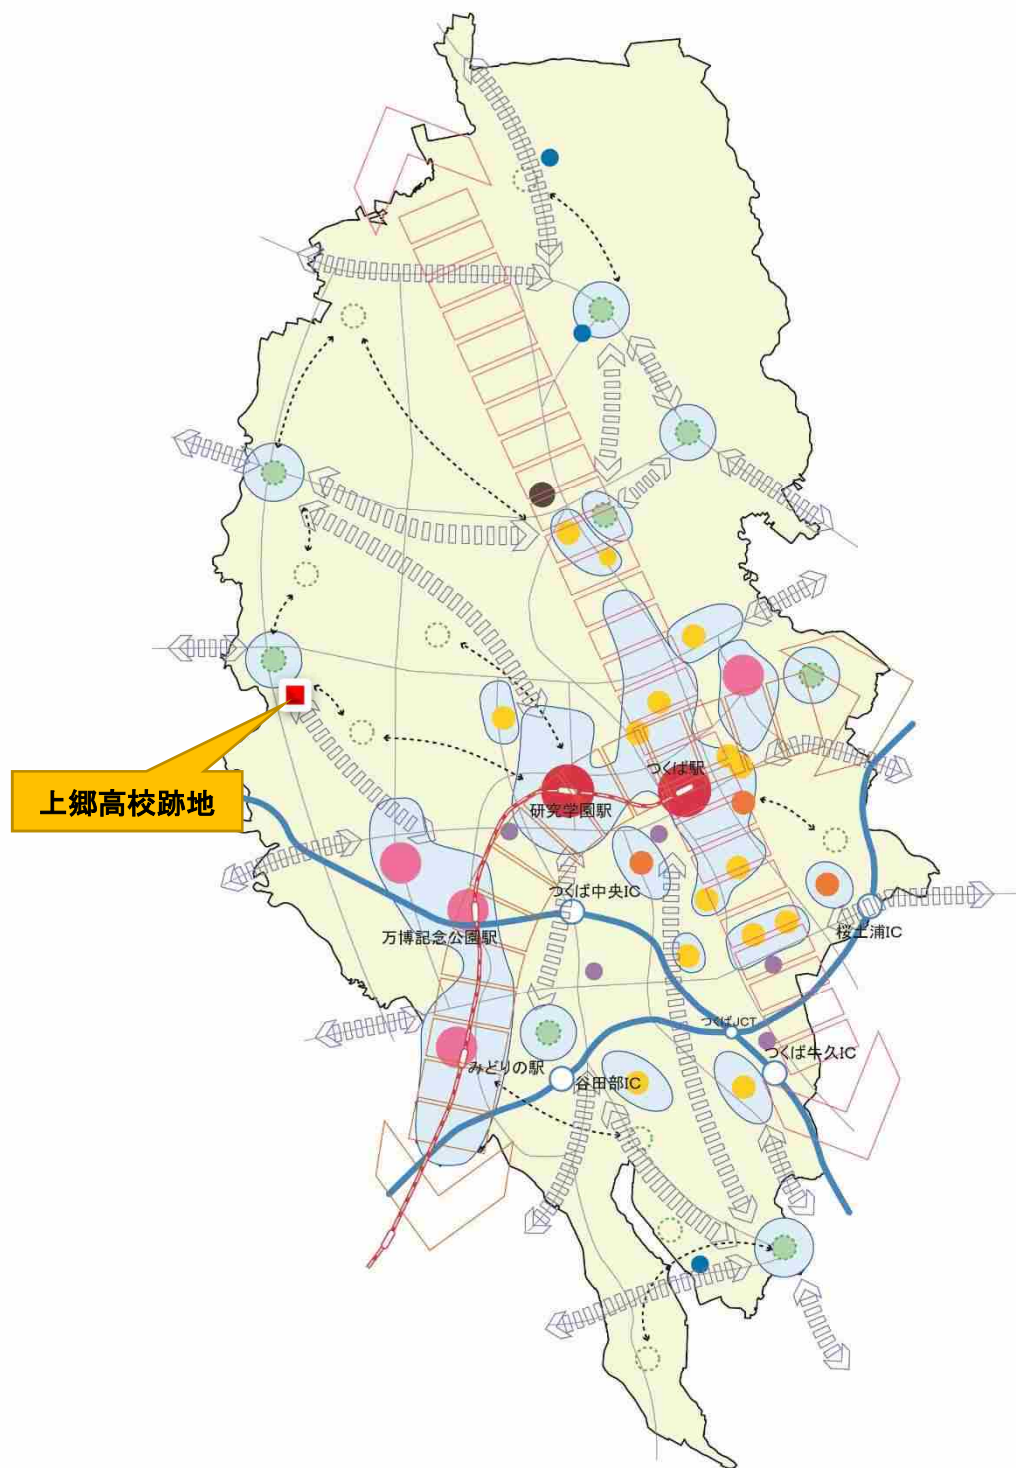 つくば駅
上郷高校跡地
研究学園駅
つくば中央IC
万博記念公園駅
桜土浦IC
つくばJCT
つくば牛久IC
みどりの駅
谷田部IC